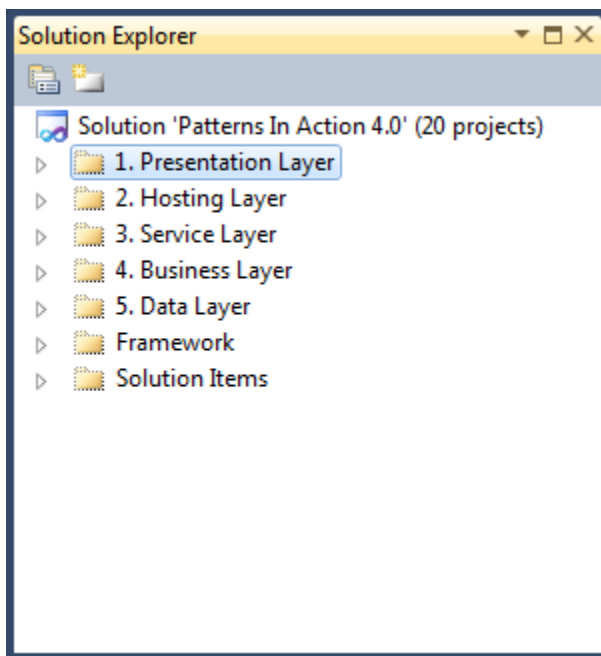 Solution Explorer
Solution 'Patterns In Action 4.0' (20 projects)
1. Presentation Layer
2. Hosting Layer
3. Service Layer
4. Business Layer
5. Data Layer
Framework
Solution Items